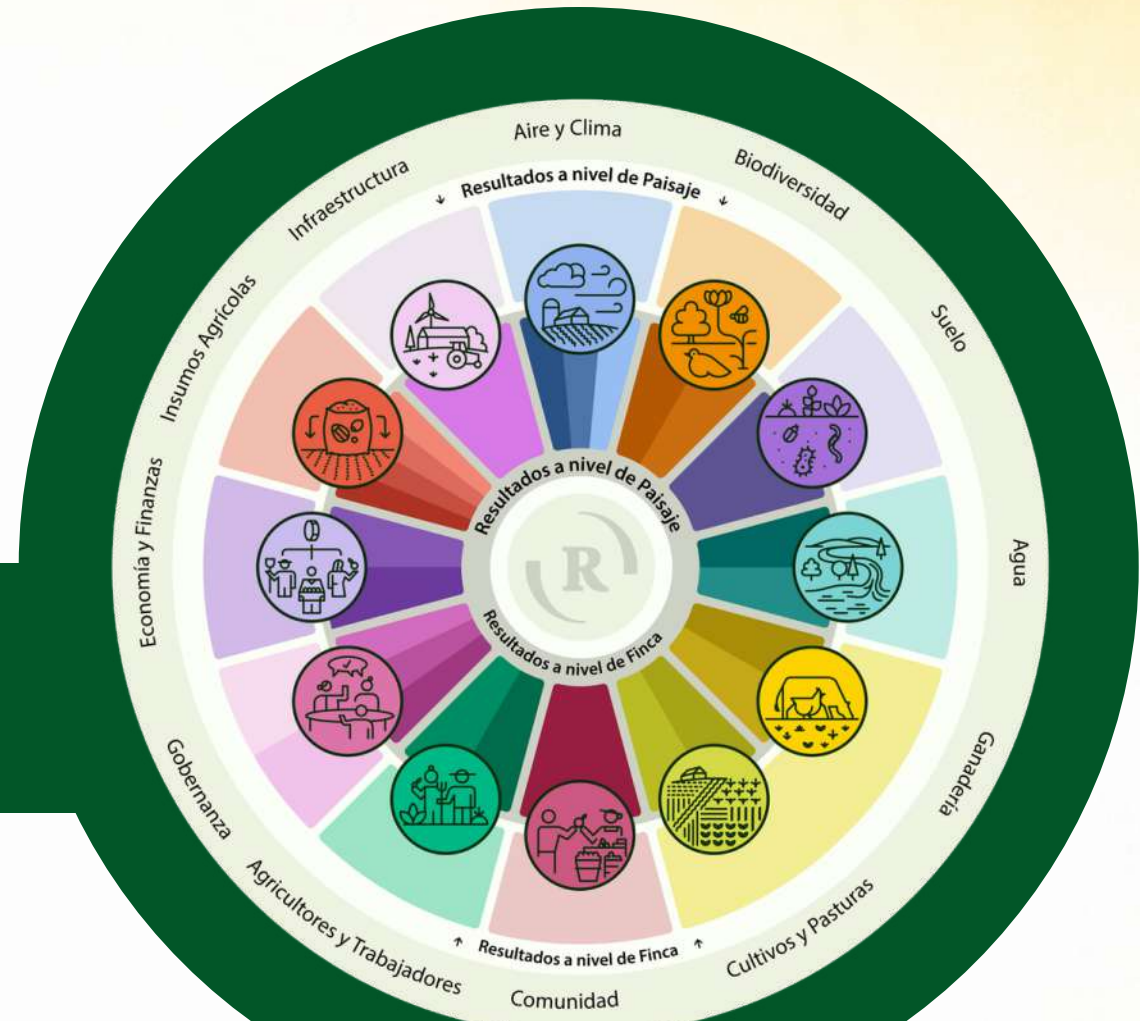 Aire y Clima
Biodiversidad
Suelo
Agua
Ganadería
Cultivos y Pasturas
Comunidad
Agricultores y Trabajadores
Gobernanza
Economía y Finanzas
Insumos Agrícolas
Infraestructura
Resultados a nivel de Paisaje
Resultados a nivel de Paisaje
R
Resultados a nivel de Finca
Resultados a nivel de Finca